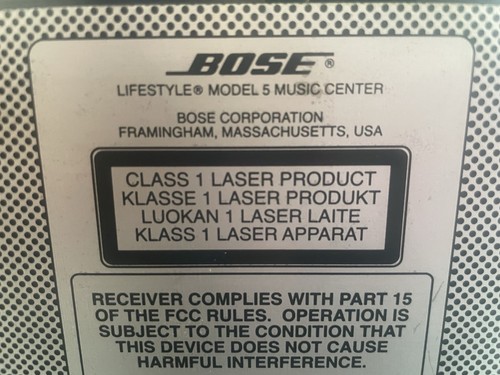 BOSE®
LIFESTYLE® MODEL 5 MUSIC CENTER
BOSE CORPORATION
FRAMINGHAM, MASSACHUSETTS, USA
CLASS 1 LASER PRODUCT
KLASSE 1 LASER PRODUKT
LUOKAN 1 LASER LAITE
KLASS 1 LASER APPARAT
RECEIVER COMPLIES WITH PART 15
OF THE FCC RULES. OPERATION IS
SUBJECT TO THE CONDITION THAT
THIS DEVICE DOES NOT CAUSE
HARMFUL INTERFERENCE.